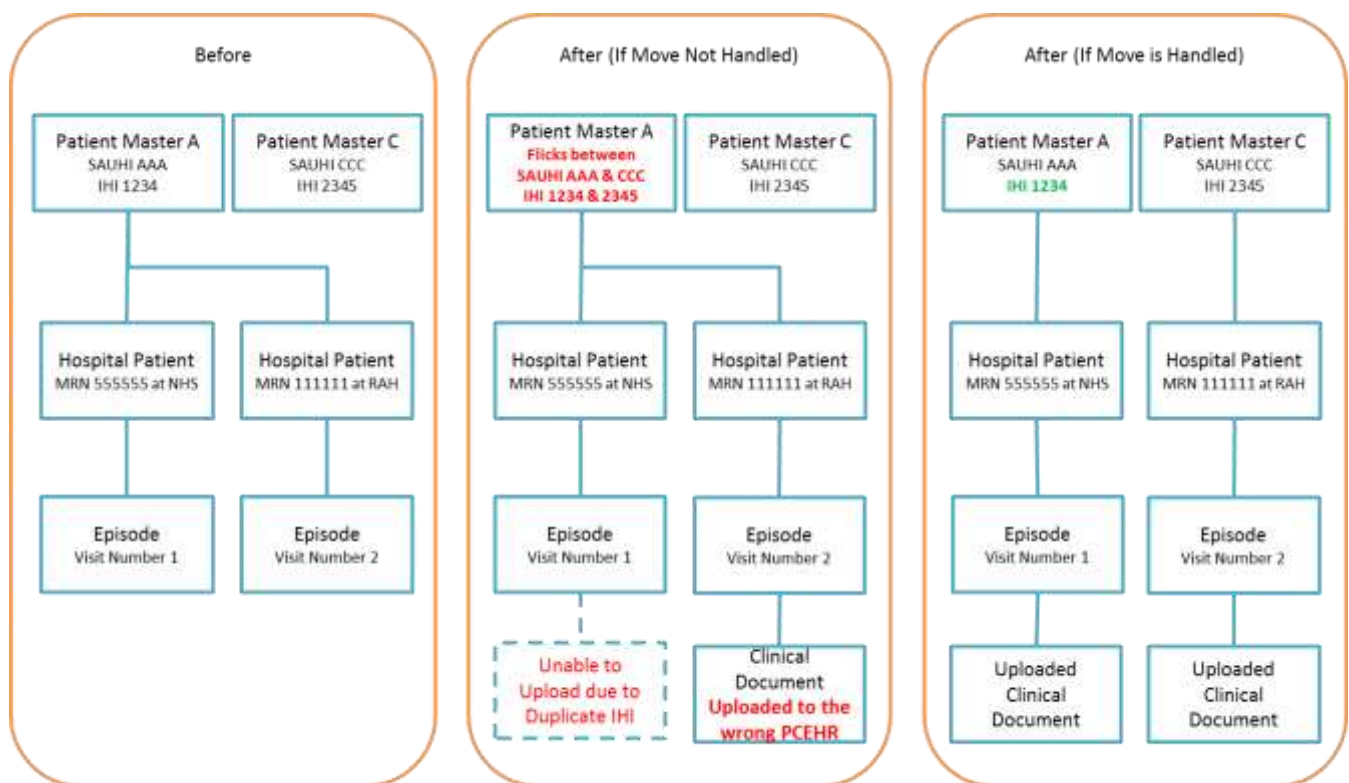 Before
Patient Master A
SAUHI AAA
IHI 1234
Patient Master C
SAUHI CCC
IHI 2345
Hospital Patient
MRN 555555 at NHS
Hospital Patient
MRN 111111 at RAH
Episode
Visit Number 1
Episode
Visit Number 2
After (If Move Not Handled)
Patient Master A
Flicks between
SAUHI AAA & CCC
IHI 1234 & 2345
Patient Master C
SAUHI CCC
IHI 2345
Hospital Patient
MRN 555555 at NHS
Hospital Patient
MRN 111111 at RAH
Episode
Visit Number 1
Episode
Visit Number 2
Unable to
Upload due to
Duplicate IHI
Clinical
Document
Uploaded to the
wrong PCEHR
After (If Move is Handled)
Patient Master A
SAUHI AAA
IHI 1234
Patient Master C
SAUHI CCC
IHI 2345
Hospital Patient
MRN 555555 at NHS
Hospital Patient
MRN 111111 at RAH
Episode
Visit Number 1
Episode
Visit Number 2
Uploaded
Clinical
Document
Uploaded
Clinical
Document